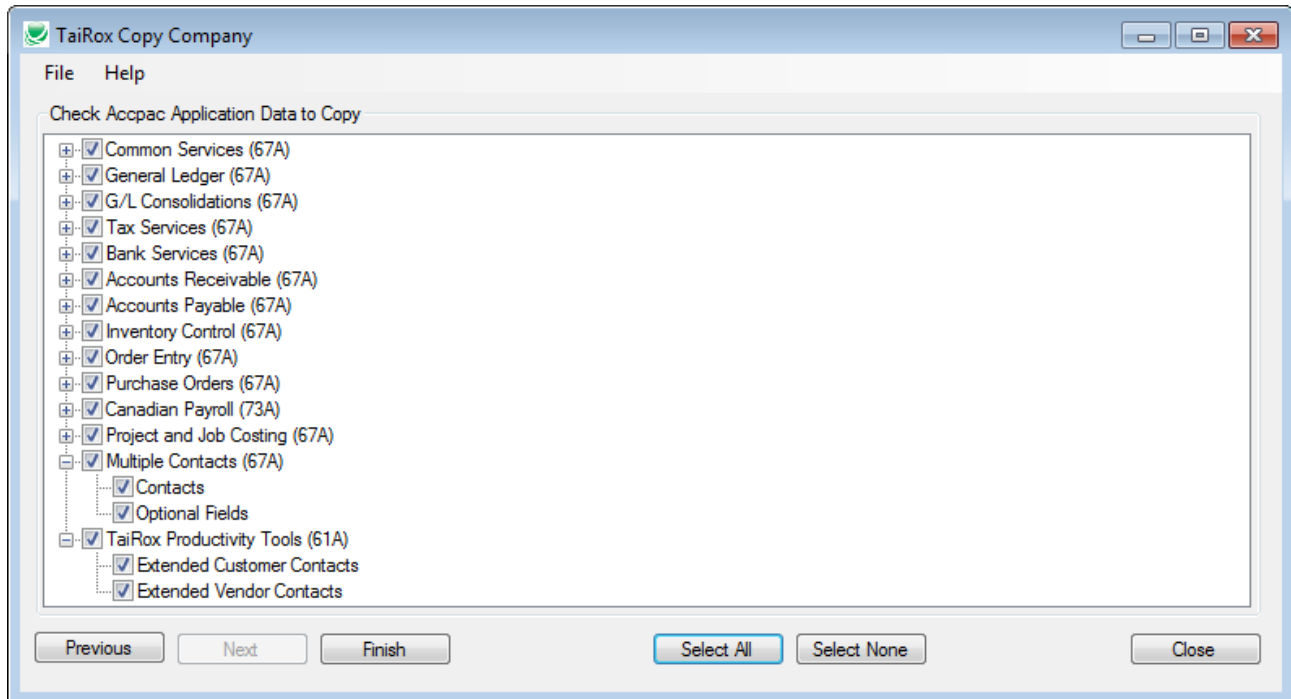 TaiRox Copy Company
File Help
Check Accpac Application Data to Copy
Common Services (67A)
General Ledger (67A)
G/L Consolidations (67A)
Tax Services (67A)
Bank Services (67A)
Accounts Receivable (67A)
Accounts Payable (67A)
Inventory Control (67A)
Order Entry (67A)
Purchase Orders (67A)
Canadian Payroll (73A)
Project and Job Costing (67A)
Multiple Contacts (67A)
Contacts
Optional Fields
TaiRox Productivity Tools (61A)
Extended Customer Contacts
Extended Vendor Contacts
Previous Next Finish Select All Select None Close